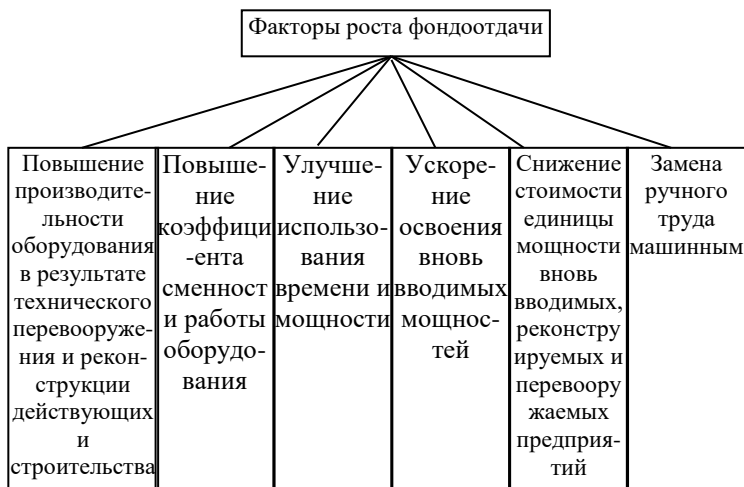 Факторы роста фондоотдачи
Повышение
производите-
льности
оборудования
в результате
технического
перевооруже-
ния и рекон-
струкции
действующих
и
строительства
Повыше-
ние
коэффици
-ента
сменност
и работы
оборудо-
вания
Улучше-
ние
использо-
вания
времени и
мощности
Ускоре-
ние
освоения
вновь
вводимых
мощнос-
тей
Снижение
стоимости
единицы
мощности
вновь
вводимых,
реконстру
ируемых и
перевоору
жаемых
предприя-
тий
Замена
ручного
труда
машинным